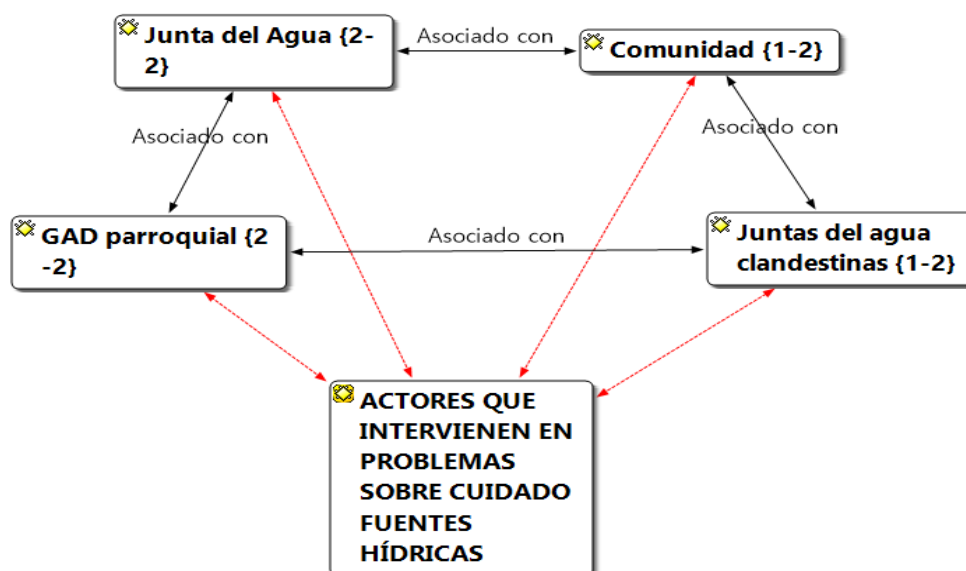 Junta del Agua {2-
2}
Asociado con
Comunidad {1-2}
Asociado con
Asociado con
GAD parroquial {2
-2}
Asociado con
Juntas del agua
clandestinas {1-2}
ACTORES QUE
INTERVIENEN EN
PROBLEMAS
SOBRE CUIDADO
FUENTES
HÍDRICAS